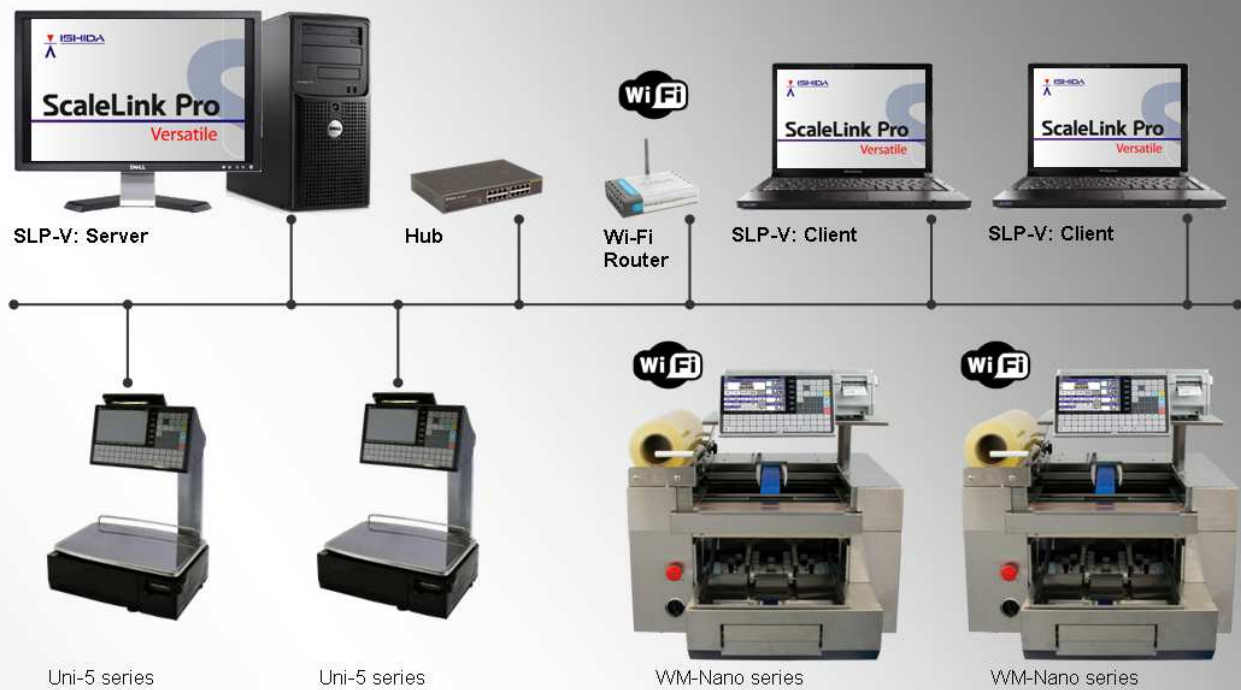 ISHIDA
ScaleLink Pro
Versatile
DELL
SLP-V: Server
Hub
Wi Fi
Wi-Fi
Router
ISHIDA
ScaleLink Pro
Versatile
SLP-V: Client
ISHIDA
ScaleLink Pro
Versatile
SLP-V: Client
Wi Fi
Wi Fi
Uni-5 series
Uni-5 series
WM-Nano series
WM-Nano series